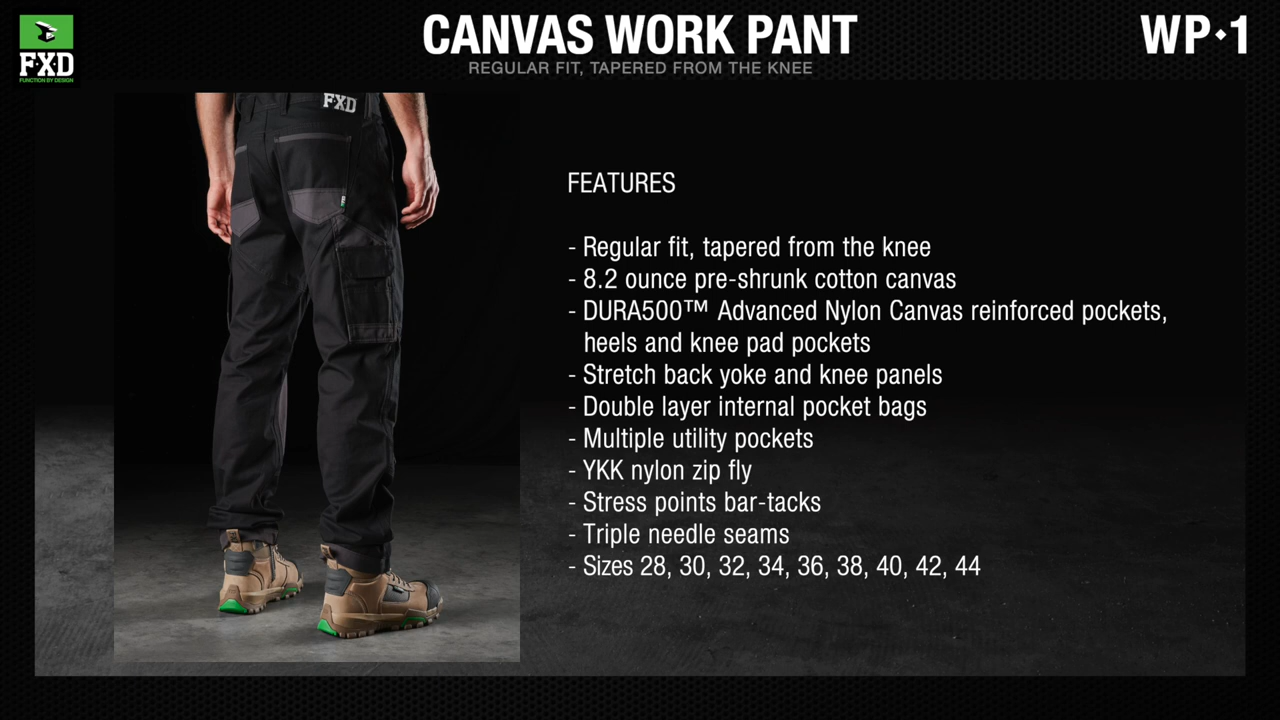 CANVAS WORK PANT
WP•1
F·X·D
FUNCTION BY DESIGN
REGULAR FIT, TAPERED FROM THE KNEE
FXD
FEATURES
- Regular fit, tapered from the knee
- 8.2 ounce pre-shrunk cotton canvas
- DURA500™ Advanced Nylon Canvas reinforced pockets,
heels and knee pad pockets
- Stretch back yoke and knee panels
- Double layer internal pocket bags
- Multiple utility pockets
- YKK nylon zip fly
- Stress points bar-tacks
- Triple needle seams
- Sizes 28, 30, 32, 34, 36, 38, 40, 42, 44